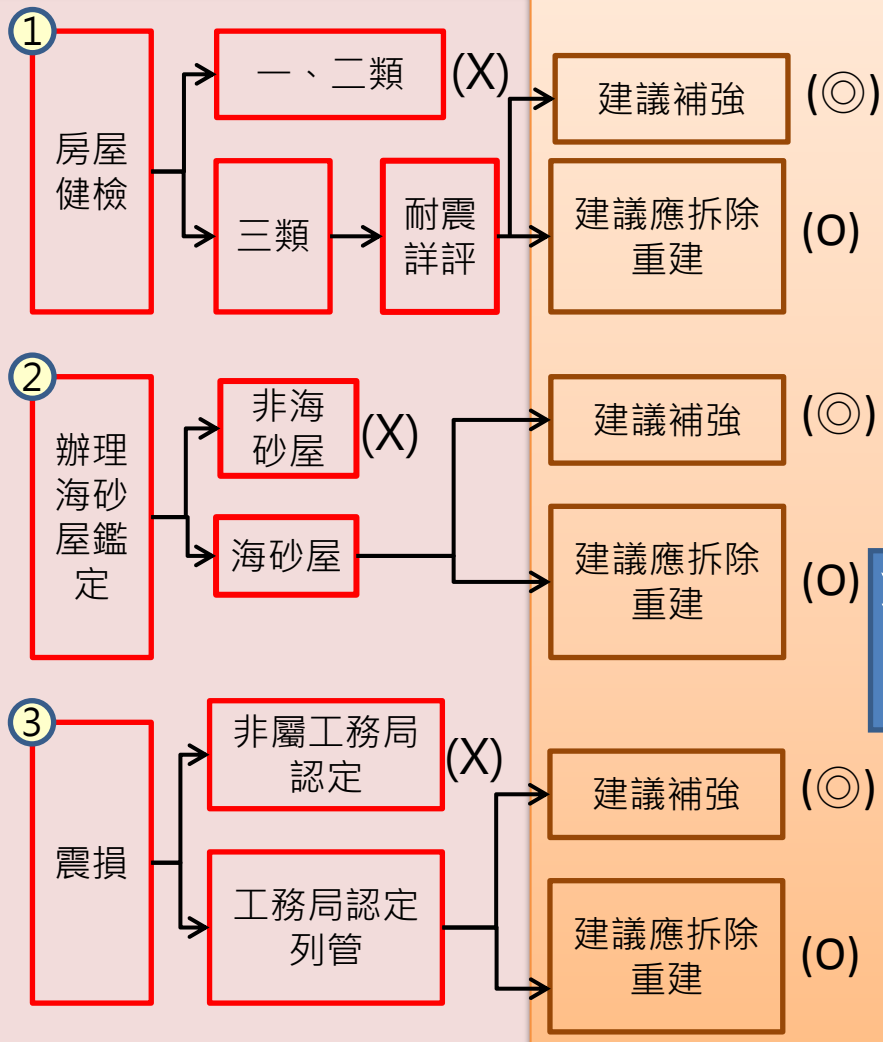 1
房屋
健檢
一、二類
(X)
三類
耐震
詳評
建議補強
(◎)
建議應拆除
重建
(O)
2
辦理
海砂
屋鑑
定
非海
砂屋
(X)
海砂屋
建議補強
(◎)
建議應拆除
重建
(O)
3
震損
非屬工務局
認定
(X)
工務局認定
列管
建議補強
(◎)
建議應拆除
重建
(O)